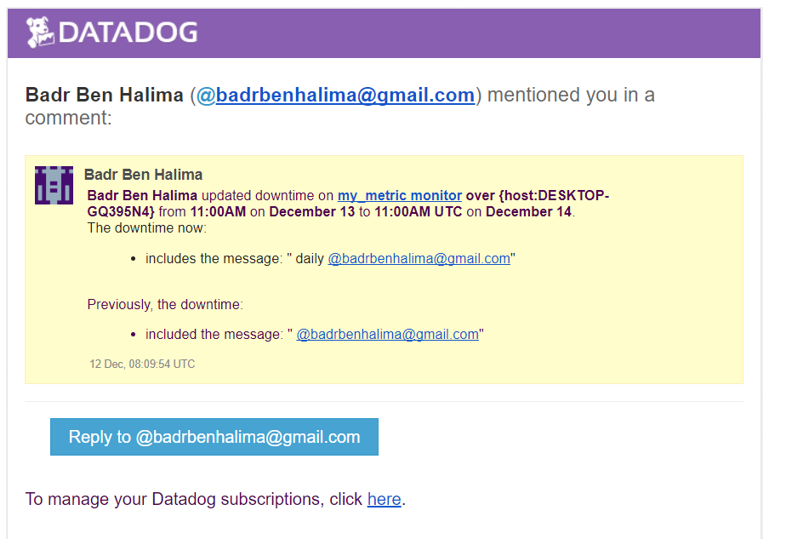 DATADOG
Badr Ben Halima (@badrbenhalima@gmail.com) mentioned you in a
comment:
Badr Ben Halima
Badr Ben Halima updated downtime on my_metric monitor over {host:DESKTOP-
GQ395N4} from 11:00AM on December 13 to 11:00AM UTC on December 14.
The downtime now:
• includes the message: " daily @badrbenhalima@gmail.com"
Previously, the downtime:
• included the message: " @badrbenhalima@gmail.com"
12 Dec, 08:09:54 UTC
Reply to @badrbenhalima@gmail.com
To manage your Datadog subscriptions, click here.